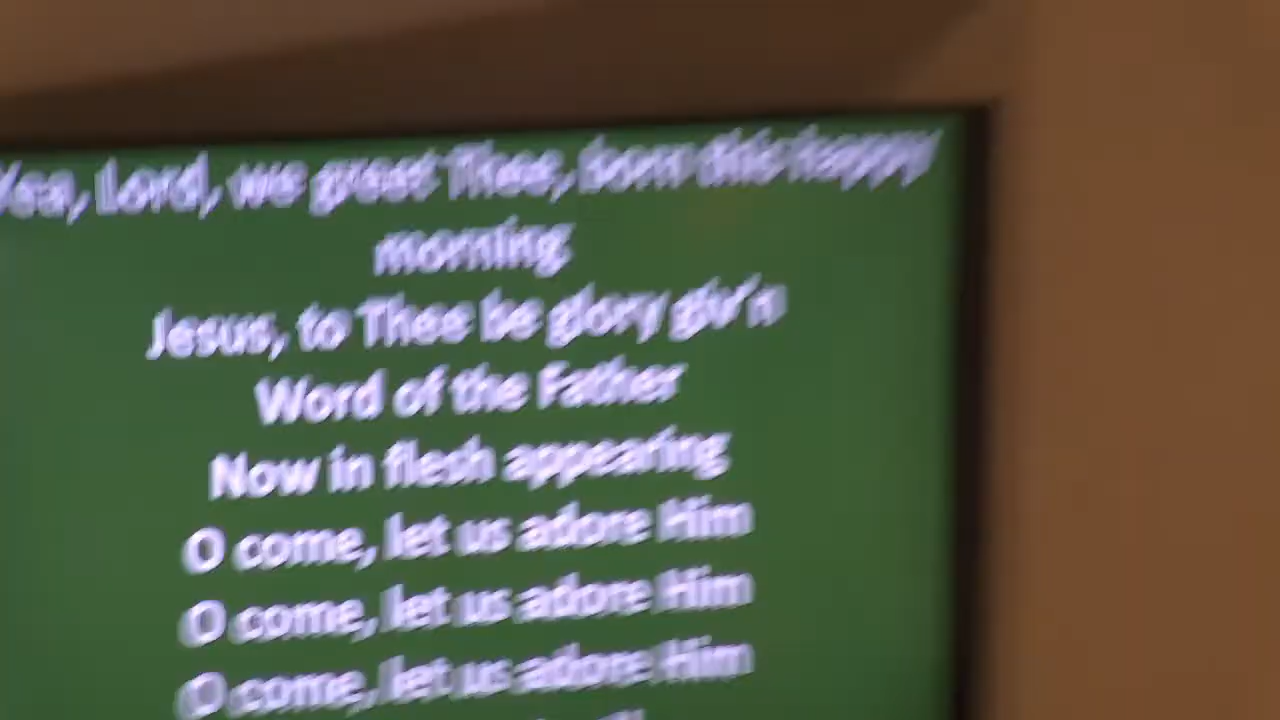 Yea, Lord, we greet Thee, born this happy
morning
Jesus, to Thee be glory giv'n
Word of the Father
Now in flesh appearing
O come, let us adore Him
O come, let us adore Him
O come, let us adore Him